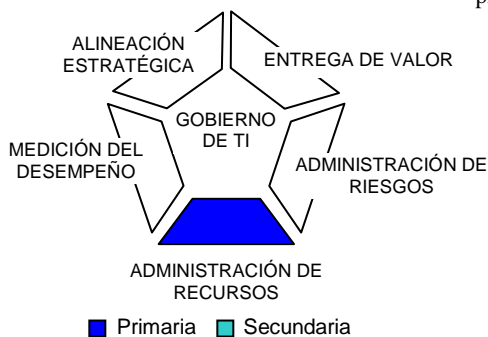 p
ALINEACIÓN
ESTRATÉGICA
ENTREGA DE VALOR
GOBIERNO
DE TI
MEDICIÓN DEL
DESEMPEÑO
ADMINISTRACIÓN DE
RIESGOS
ADMINISTRACIÓN DE
RECURSOS
Primaria Secundaria